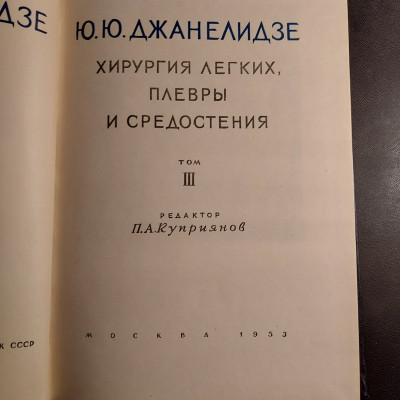 ДЗЕ
Ю. Ю. ДЖАНЕЛИДЗЕ
ХИРУРГИЯ ЛЕГКИХ,
ПЛЕВРЫ
И СРЕДОСТЕНИЯ
ТОМ
III
РЕДАКТОР
П.А.Куприянов
МОСКВА 1953
К СССР